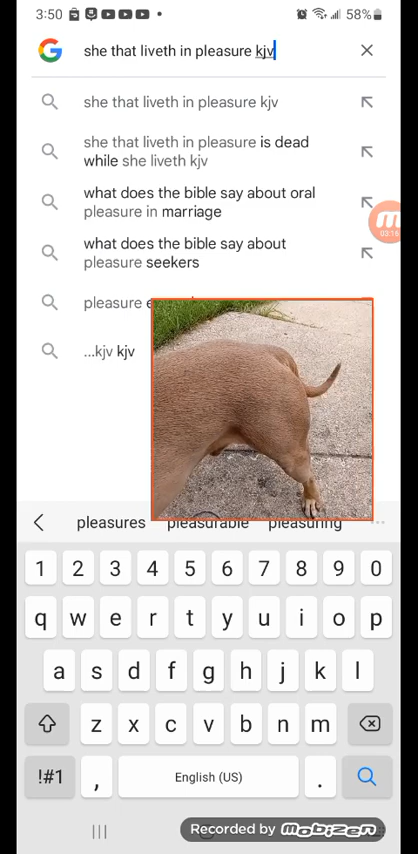 3:50 58%
she that liveth in pleasure kjv
she that liveth in pleasure kjv
she that liveth in pleasure is dead
while she liveth kjv
what does the bible say about oral
pleasure in marriage
03:16
what does the bible say about
pleasure seekers
pleasure
...kjv kjv
pleasures pleasurable pleasuring
1 2 3 4 5 6 7 8 9 0
q w e r t y u i o p
a s d f g h j k l
z x c v b n m
!#1 , English (US) .
Recorded by mobizen